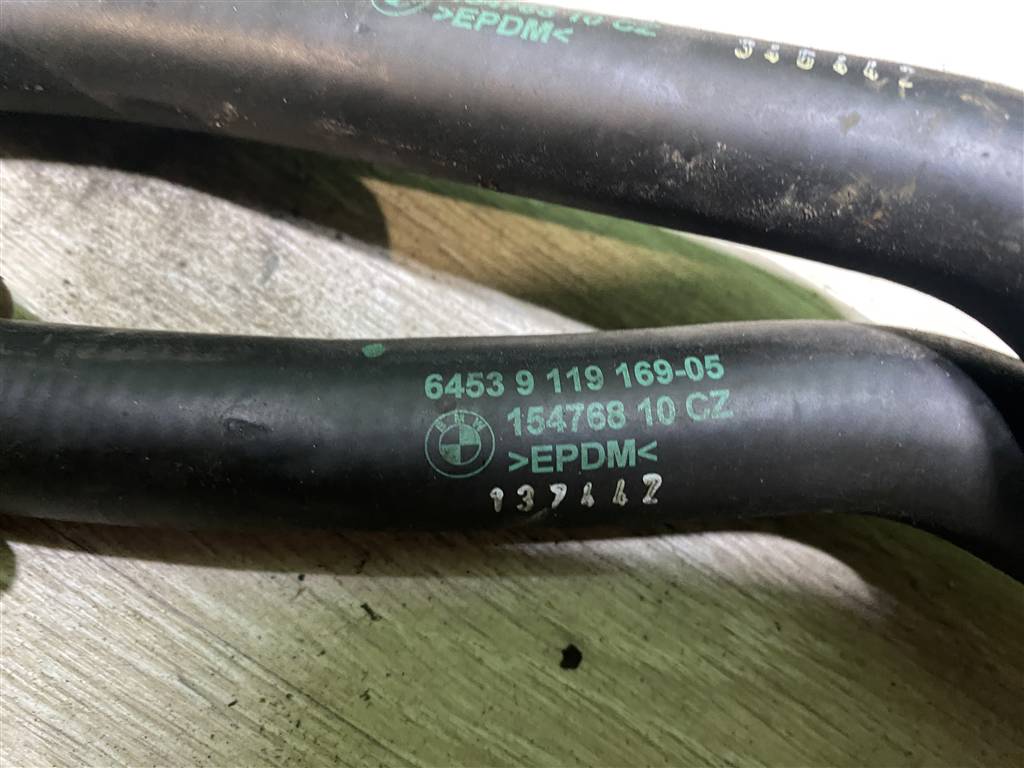 >EPDM<
6453 9 119 169-05
154768 10 CZ
BMW
>EPDM<
137442